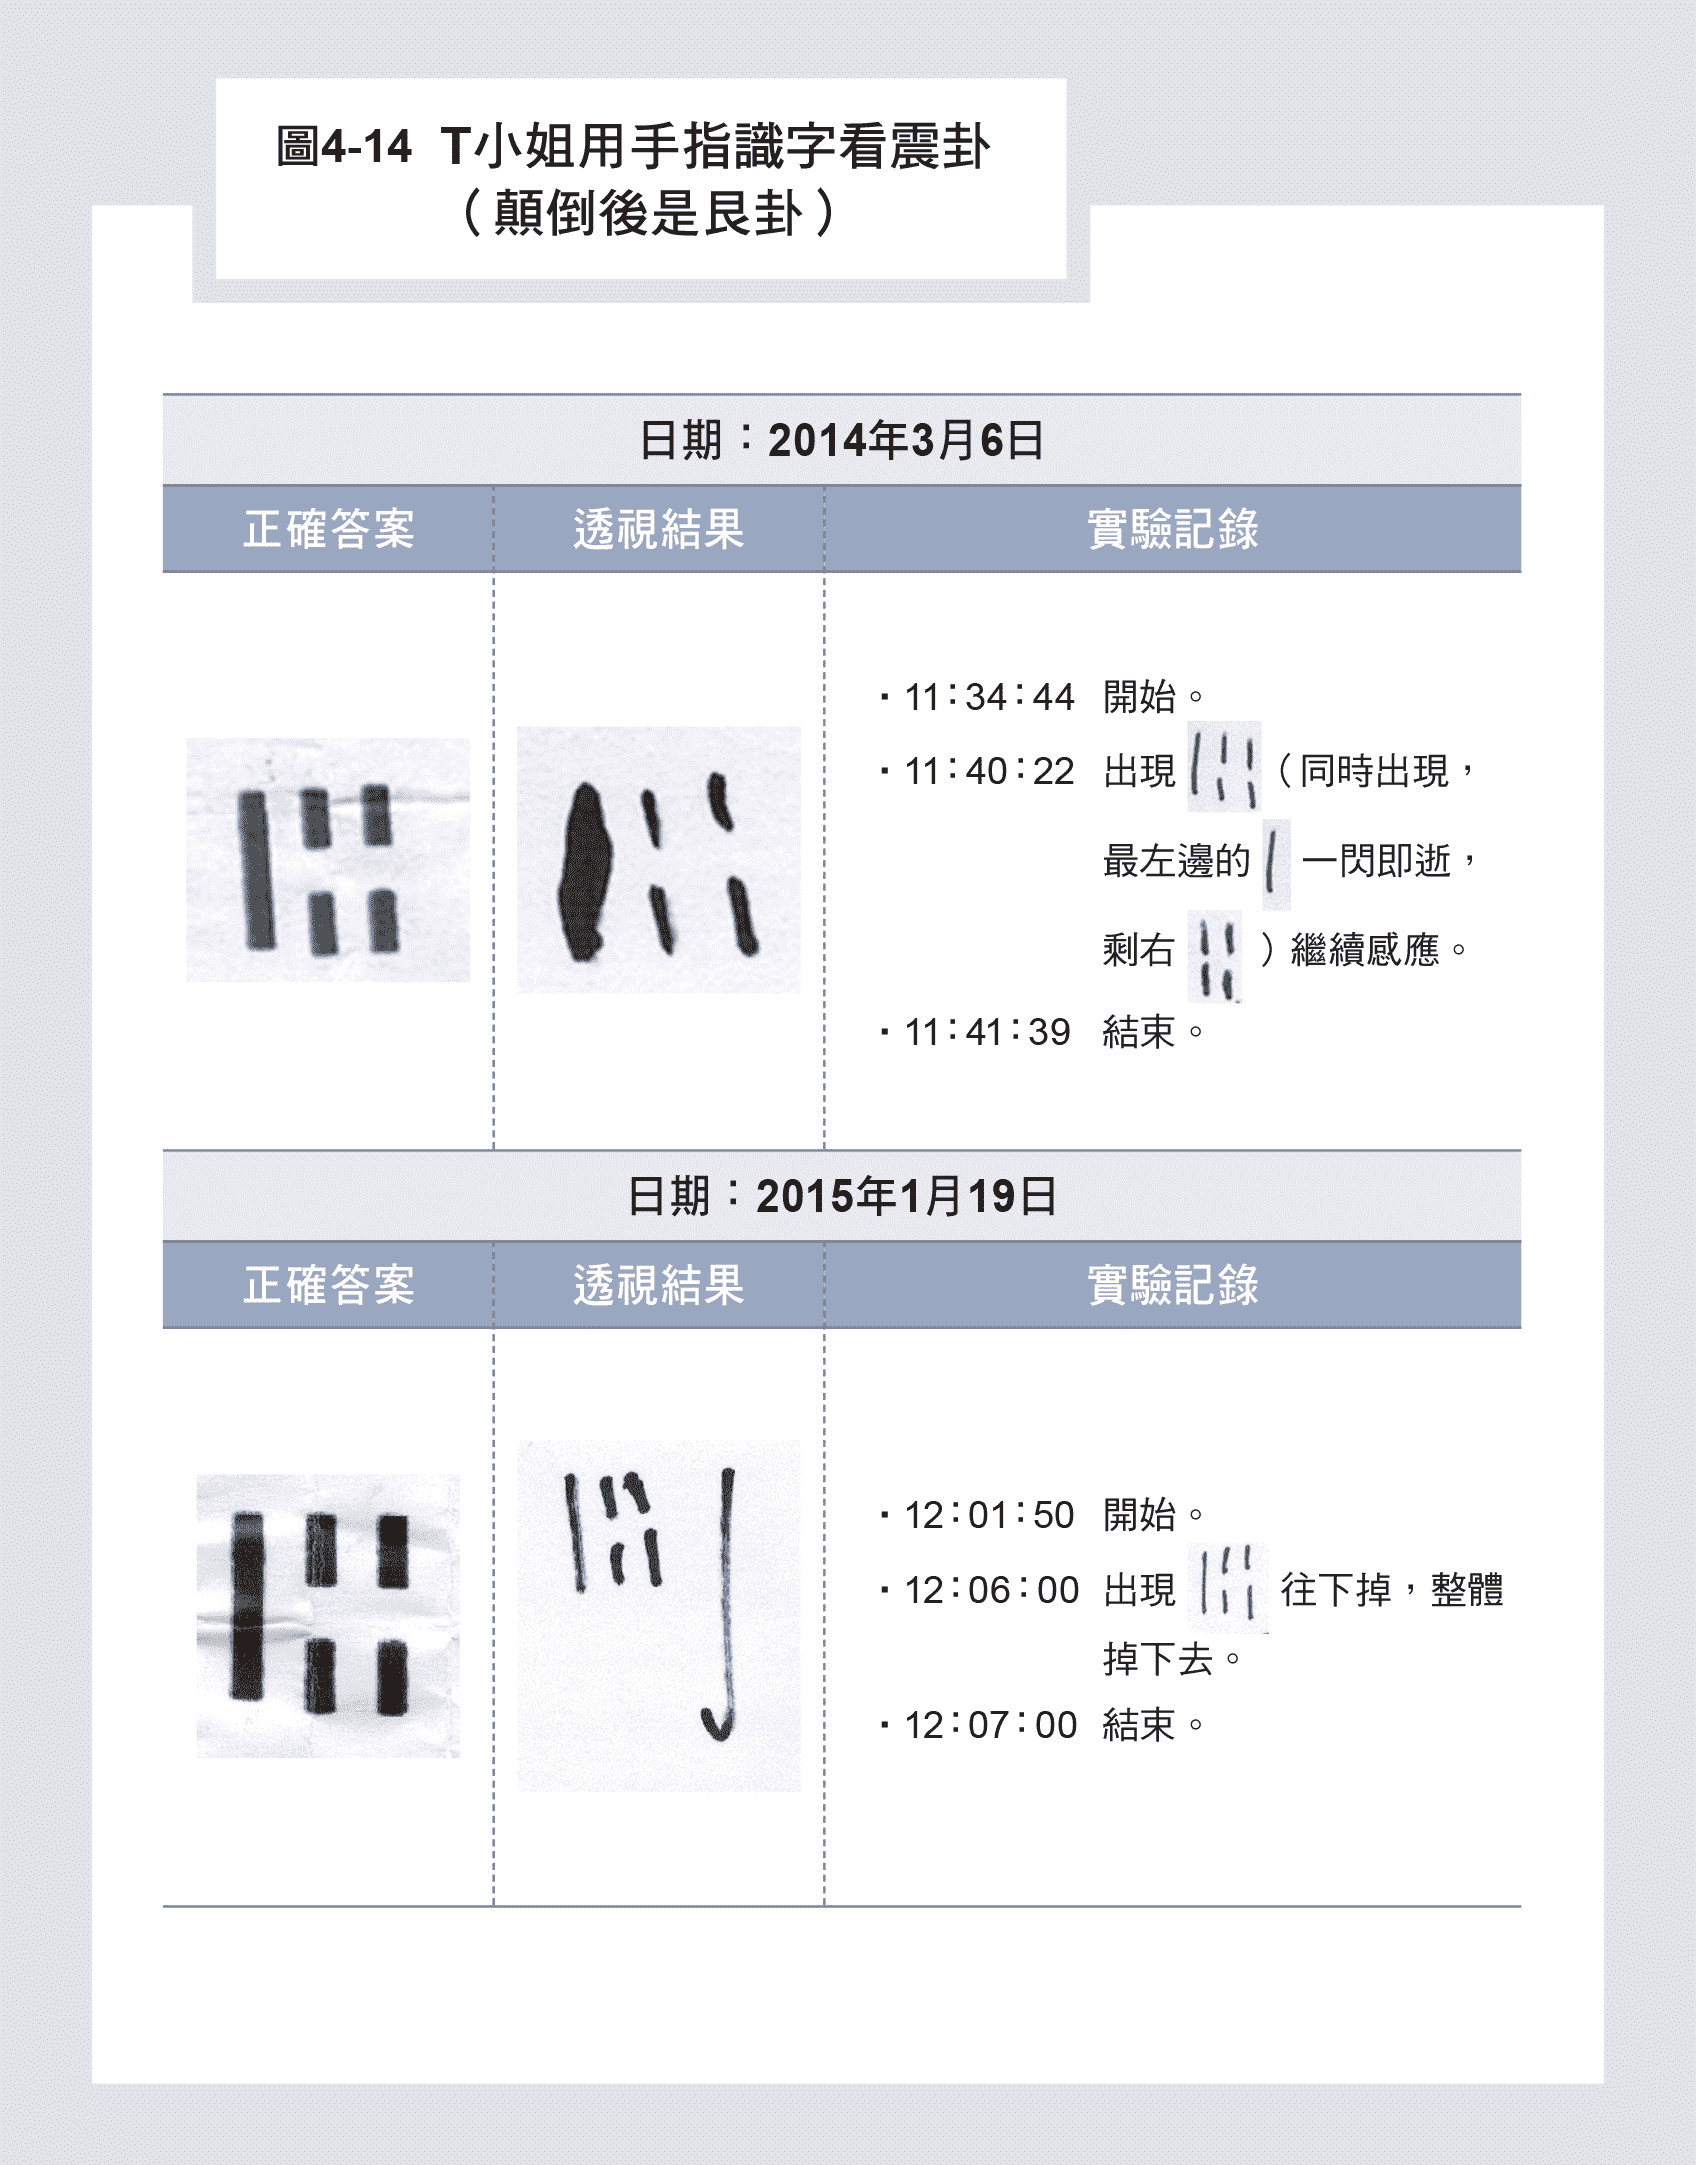 圖4-14 T小姐用手指識字看震卦
（顛倒後是艮卦）
日期：2014年3月6日
正確答案 透視結果 實驗記錄
・11：34：44 開始。
・11：40：22 出現（同時出現，
最左邊的一閃即逝，
剩右）繼續感應。
・11：41：39 結束。
日期：2015年1月19日
正確答案 透視結果 實驗記錄
・12：01：50 開始。
・12：06：00 出現 往下掉，整體
掉下去。
・12：07：00 結束。